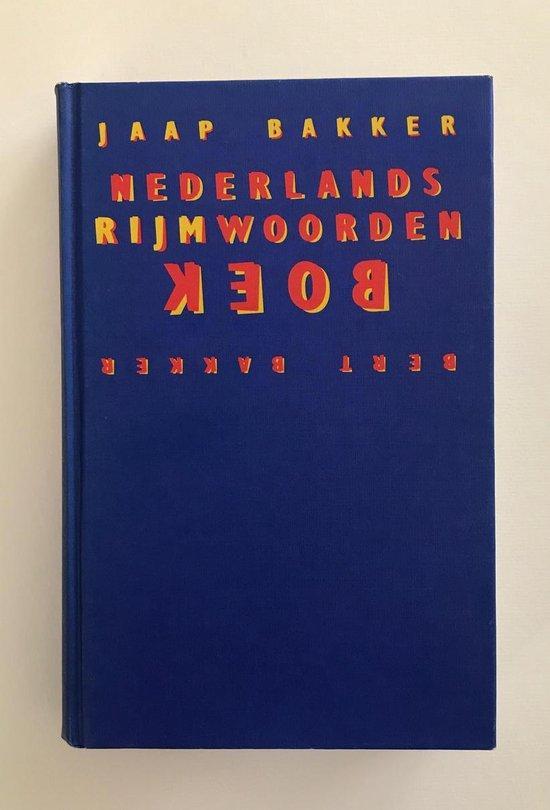 JAAP BAKKER
NEDERLANDS
RIJMWOORDEN
BOEK
BERT BAKKER